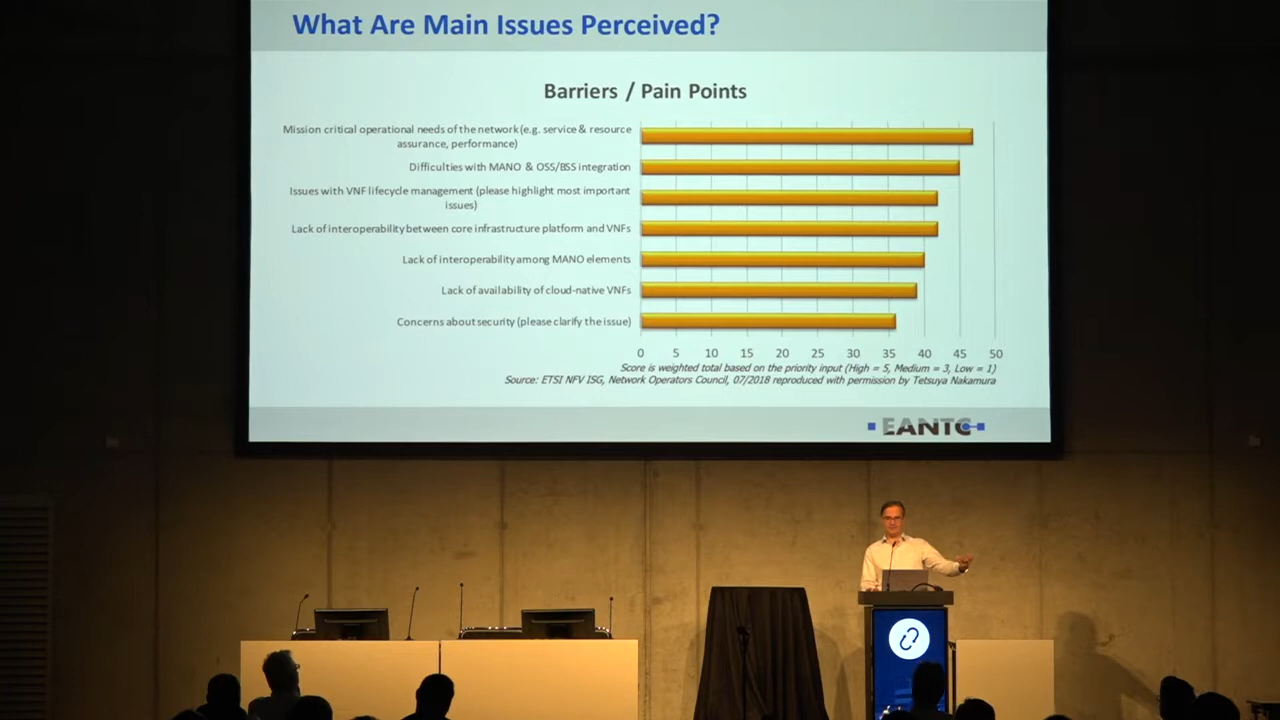 What Are Main Issues Perceived?
Barriers / Pain Points
Mission critical operational needs of the network (e.g. service & resource
assurance, performance)
Difficulties with MANO & OSS/BSS integration
Issues with VNF lifecycle management (please highlight most important
issues)
Lack of interoperability between core infrastructure platform and VNFs
Lack of interoperability among MANO elements
Lack of availability of cloud-native VNFs
Concerns about security (please clarify the issue)
0 5 10 15 20 25 30 35 40 45 50
Score is weighted total based on the priority input (High = 5, Medium = 3, Low = 1)
Source: ETSI NFV ISG, Network Operators Council, 07/2018 reproduced with permission by Tetsuya Nakamura
EANTC